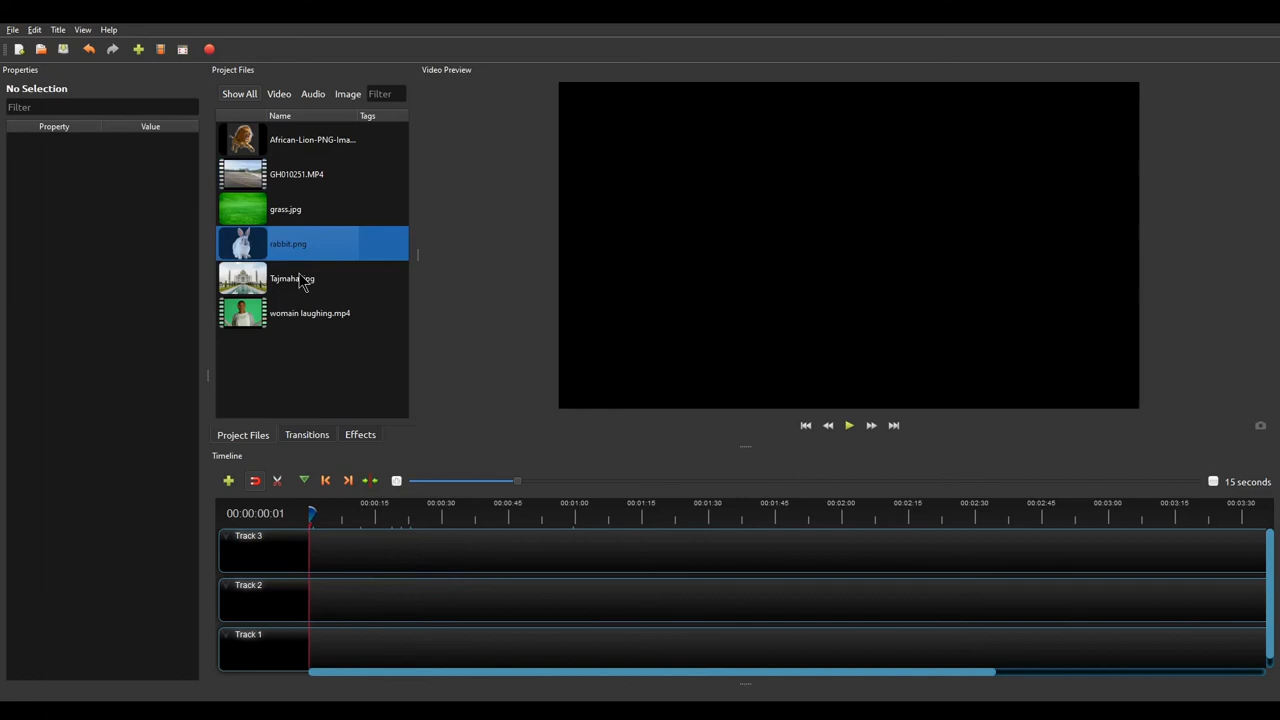 File Edit Title View Help
Properties Project Files Video Preview
No Selection
Show All Video Audio Image Filter
Filter
Name Tags
Property Value
African-Lion-PNG-Ima...
GH010251.MP4
grass.jpg
rabbit.png
womain laughing.mp4
Project Files Transitions Effects
Timeline
15 seconds
00:00:15 00:00:30 00:00:45 00:01:00 00:01:15 00:01:30 00:01:45 00:02:00 00:02:15 00:02:30 00:02:45 00:03:00 00:03:15 00:03:30
00:00:00:01
Track 3
Track 2
Track 1